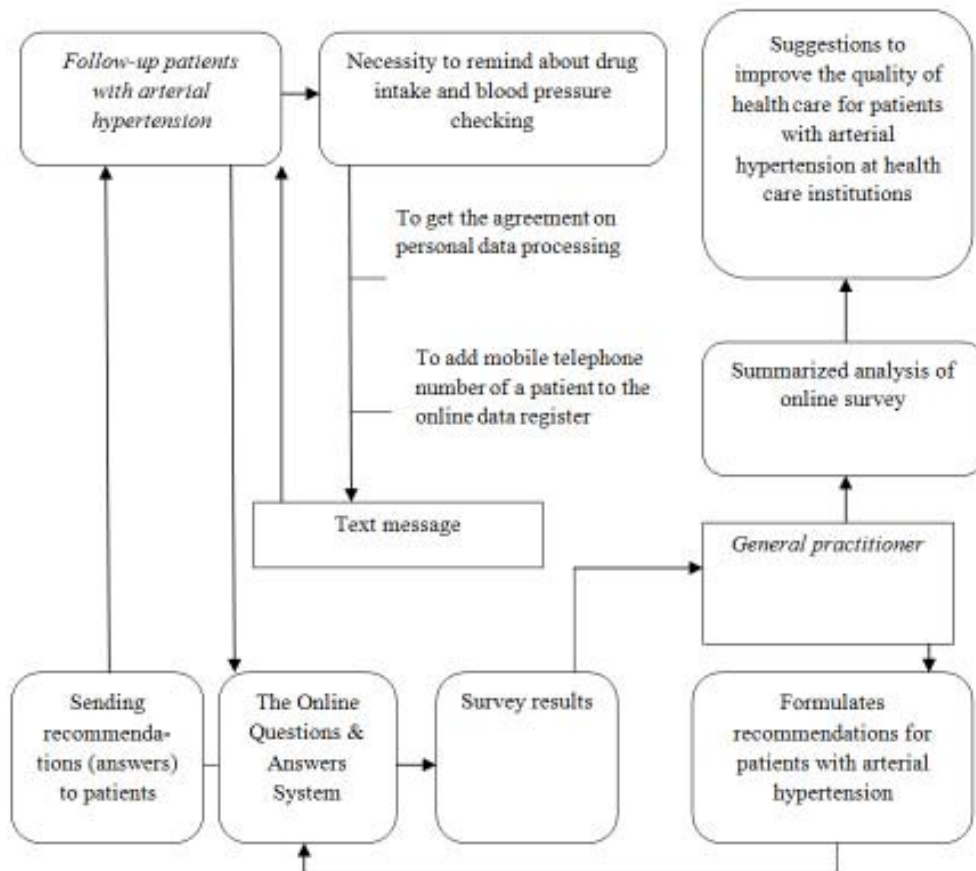 Follow-up patients
with arterial
hypertension
Necessity to remind about drug
intake and blood pressure
checking
Suggestions to
improve the quality of
health care for patients
with arterial
hypertension at health
care institutions
To get the agreement on
personal data processing
To add mobile telephone
number of a patient to the
online data register
Summarized analysis of
online survey
Text message
General practitioner
Sending
recommenda-
tions (answers)
to patients
The Online
Questions &
Answers
System
Survey results
Formulates
recommendations for
patients with arterial
hypertension